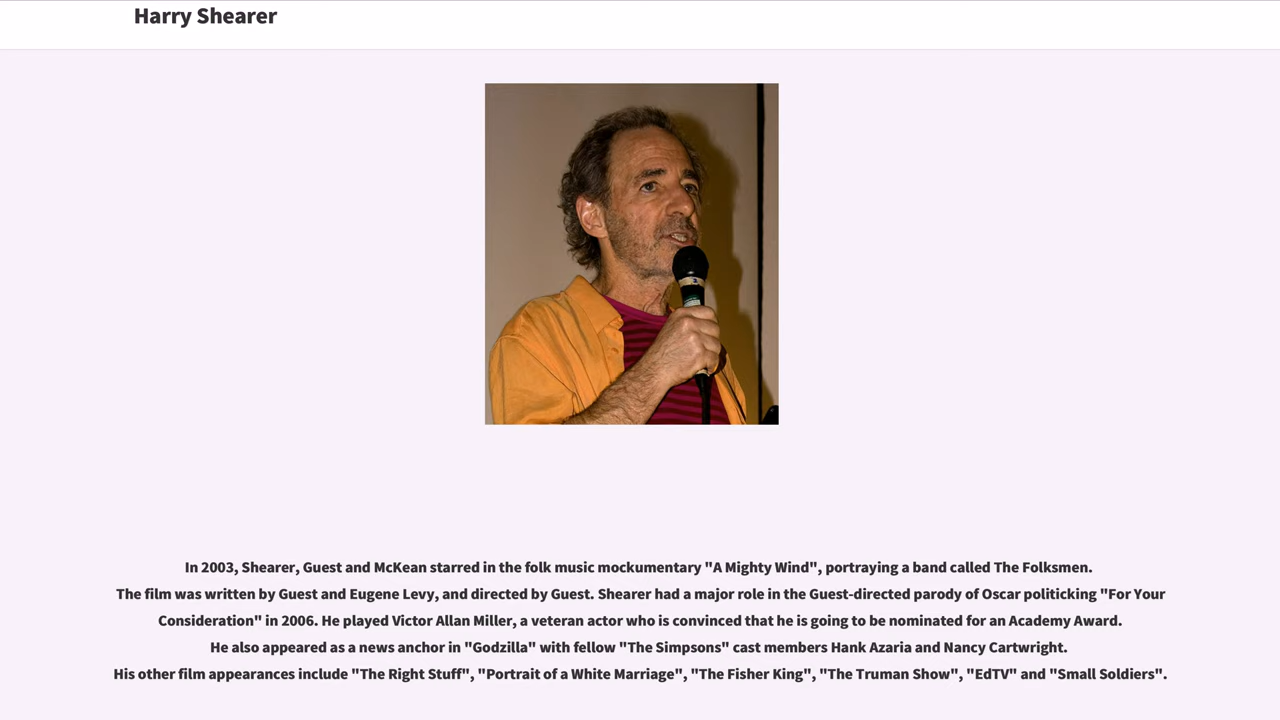 Harry Shearer
In 2003, Shearer, Guest and McKean starred in the folk music mockumentary "A Mighty Wind", portraying a band called The Folksmen.
The film was written by Guest and Eugene Levy, and directed by Guest. Shearer had a major role in the Guest-directed parody of Oscar politicking "For Your
Consideration" in 2006. He played Victor Allan Miller, a veteran actor who is convinced that he is going to be nominated for an Academy Award.
He also appeared as a news anchor in "Godzilla" with fellow "The Simpsons" cast members Hank Azaria and Nancy Cartwright.
His other film appearances include "The Right Stuff", "Portrait of a White Marriage", "The Fisher King", "The Truman Show", "EdTV" and "Small Soldiers".